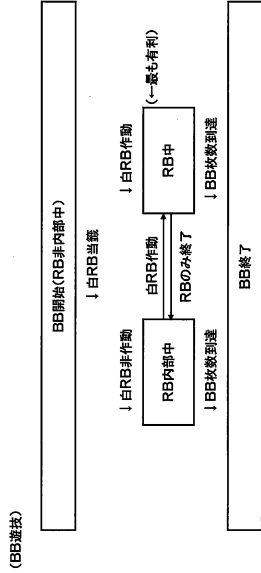 (BB遊技)
BB開始(RB非内部中)
↓白RB当籤
↓白RB非作動
↓白RB作動
(←最も有利)
RB内部中
白RB作動
RBのみ終了
RB中
↓BB枚数到達
↓BB枚数到達
BB終了